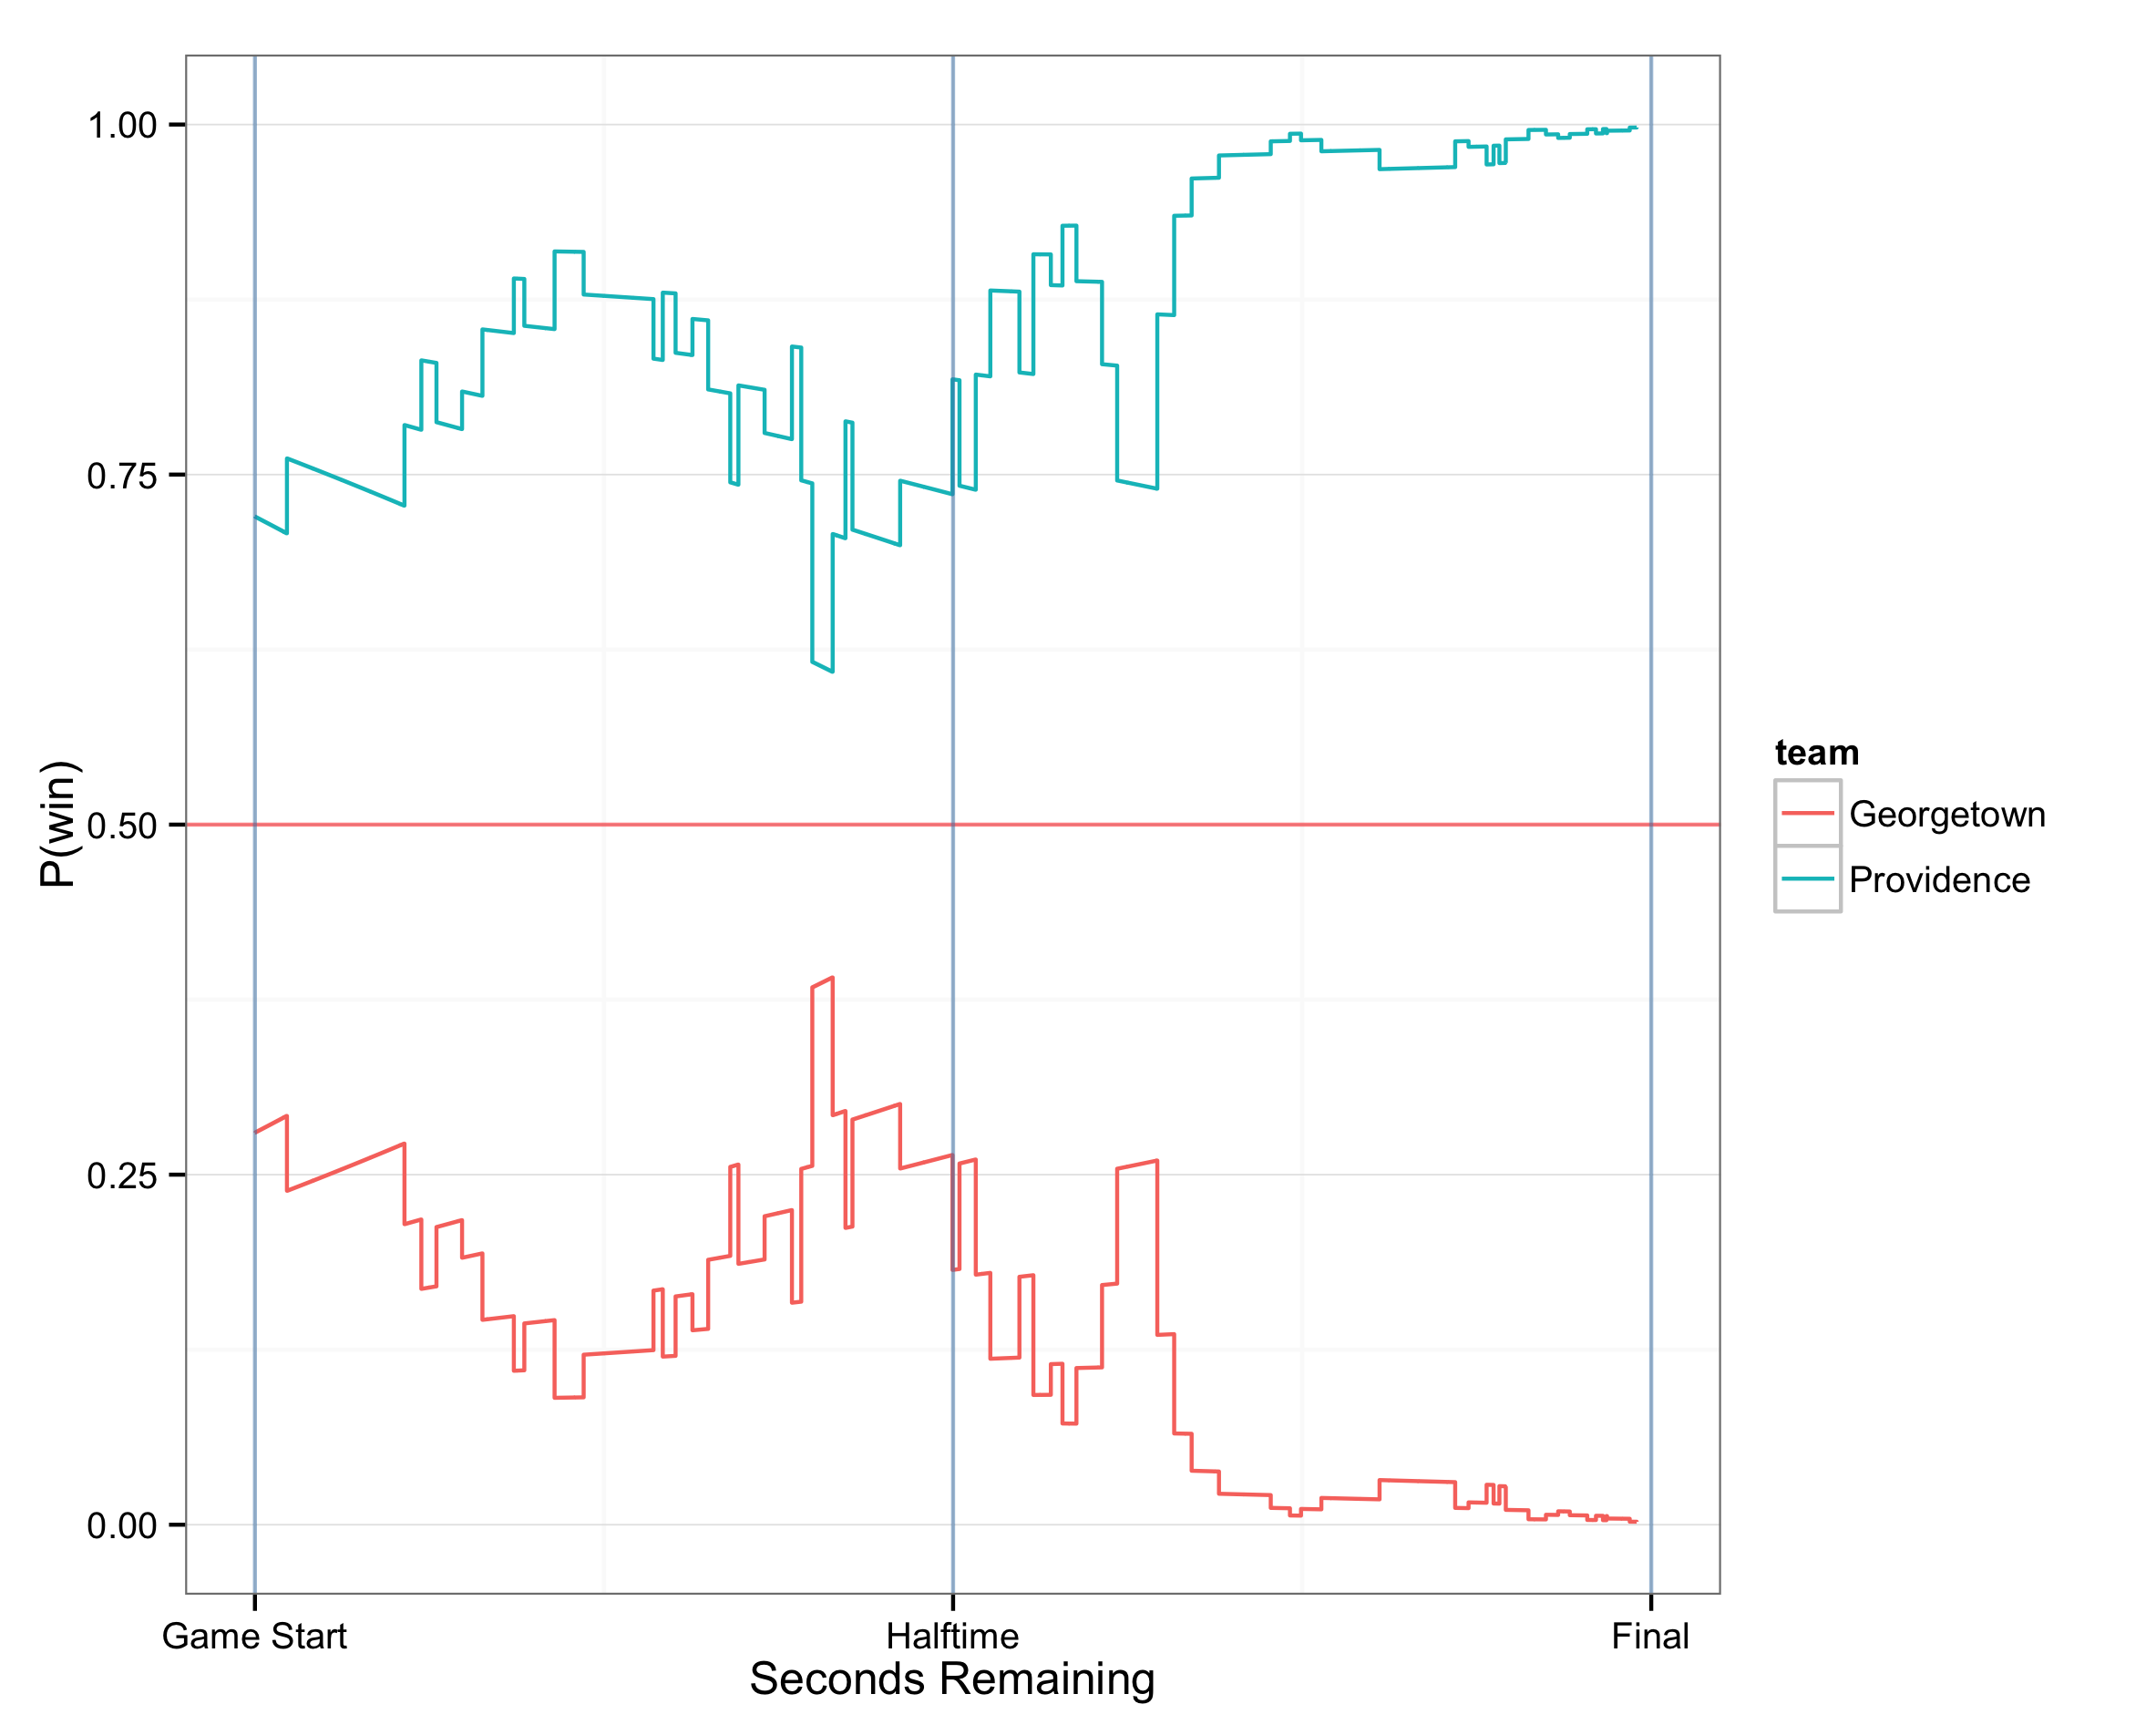 P(win)
1.00
0.75
0.50
0.25
0.00
Game Start
Halftime
Final
Seconds Remaining
team
Georgetown
Providence